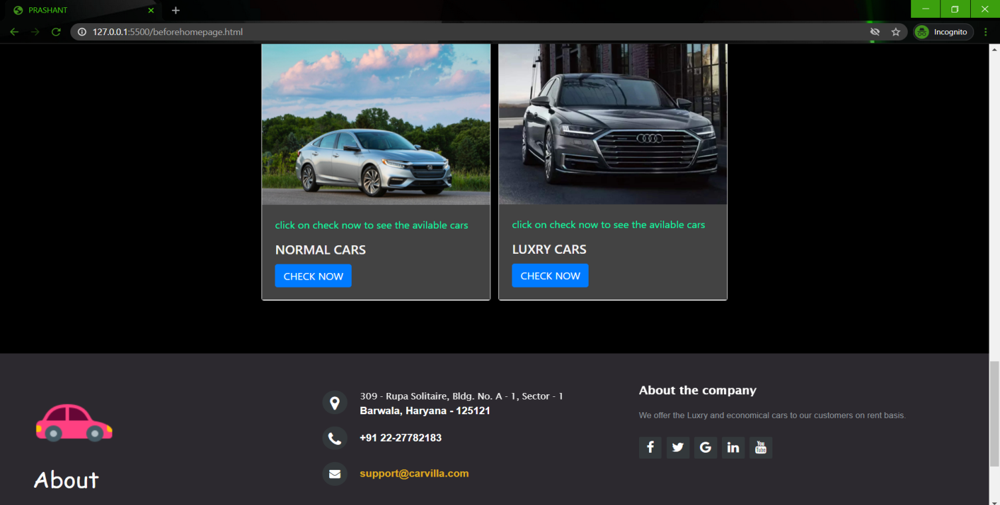 PRASHANT
127.0.0.1:5500/beforehomepage.html
Incognito
click on check now to see the avilable cars
NORMAL CARS
CHECK NOW
click on check now to see the avilable cars
LUXRY CARS
CHECK NOW
About
309 - Rupa Solitaire, Bldg. No. A - 1, Sector - 1
Barwala, Haryana - 125121
+91 22-27782183
support@carvilla.com
About the company
We offer the Luxry and economical cars to our customers on rent basis.
You
Tube